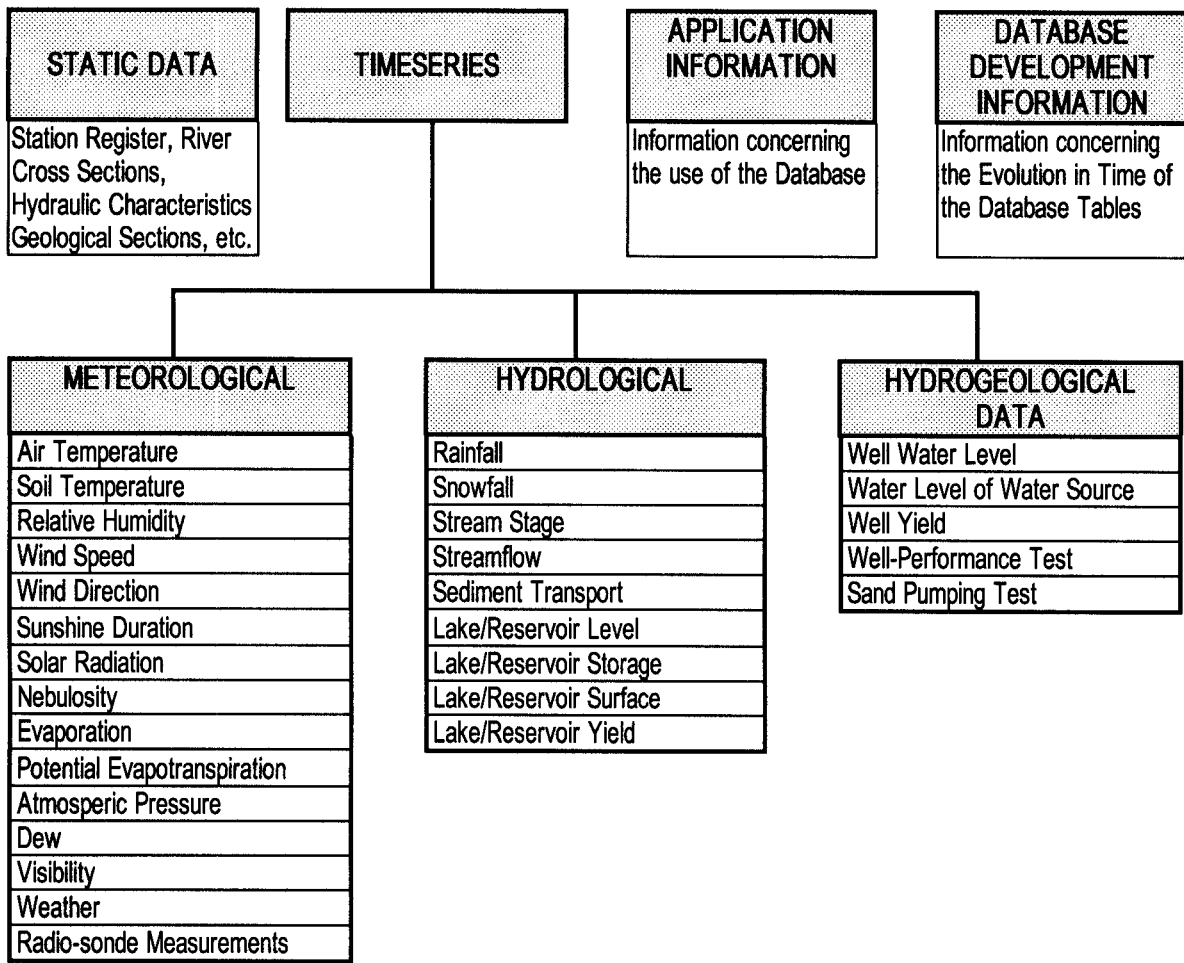 STATIC DATA
Station Register, River
Cross Sections,
Hydraulic Characteristics
Geological Sections, etc.
TIMESERIES
APPLICATION
INFORMATION
Information concerning
the use of the Database
DATABASE
DEVELOPMENT
INFORMATION
Information concerning
the Evolution in Time of
the Database Tables
METEOROLOGICAL
Air Temperature
Soil Temperature
Relative Humidity
Wind Speed
Wind Direction
Sunshine Duration
Solar Radiation
Nebulosity
Evaporation
Potential Evapotranspiration
Atmosperic Pressure
Dew
Visibility
Weather
Radio-sonde Measurements
HYDROLOGICAL
Rainfall
Snowfall
Stream Stage
Streamflow
Sediment Transport
Lake/Reservoir Level
Lake/Reservoir Storage
Lake/Reservoir Surface
Lake/Reservoir Yield
HYDROGEOLOGICAL
DATA
Well Water Level
Water Level of Water Source
Well Yield
Well-Performance Test
Sand Pumping Test